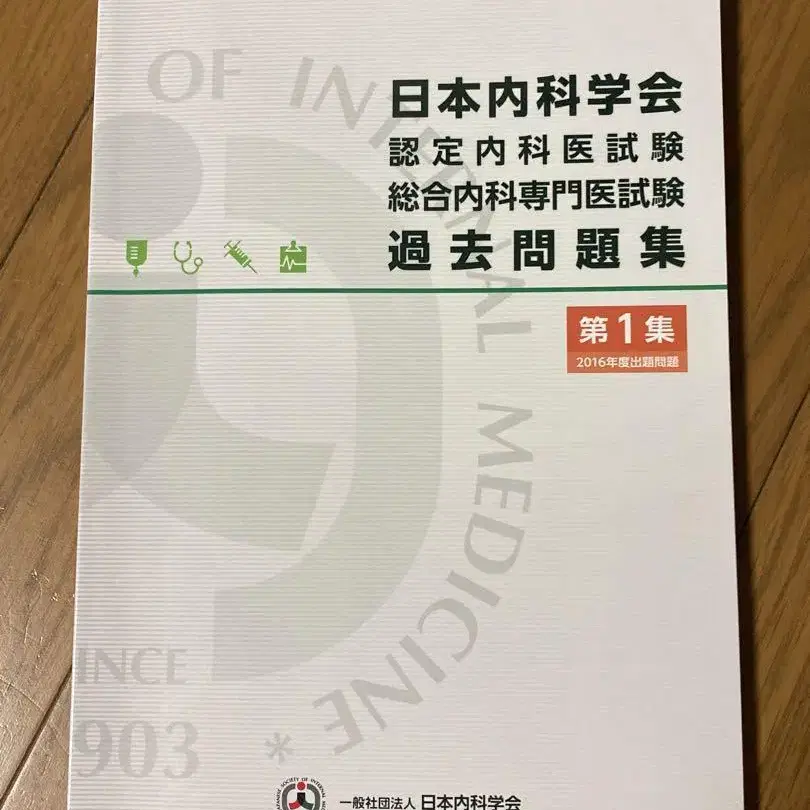 日本内科学会
認定内科医試験
総合内科専門医試験
過去問題集
第1集
2016年度出題問題
OF INTERNAL MEDICINE *
INCE
903
一般社団法人 日本内科学会